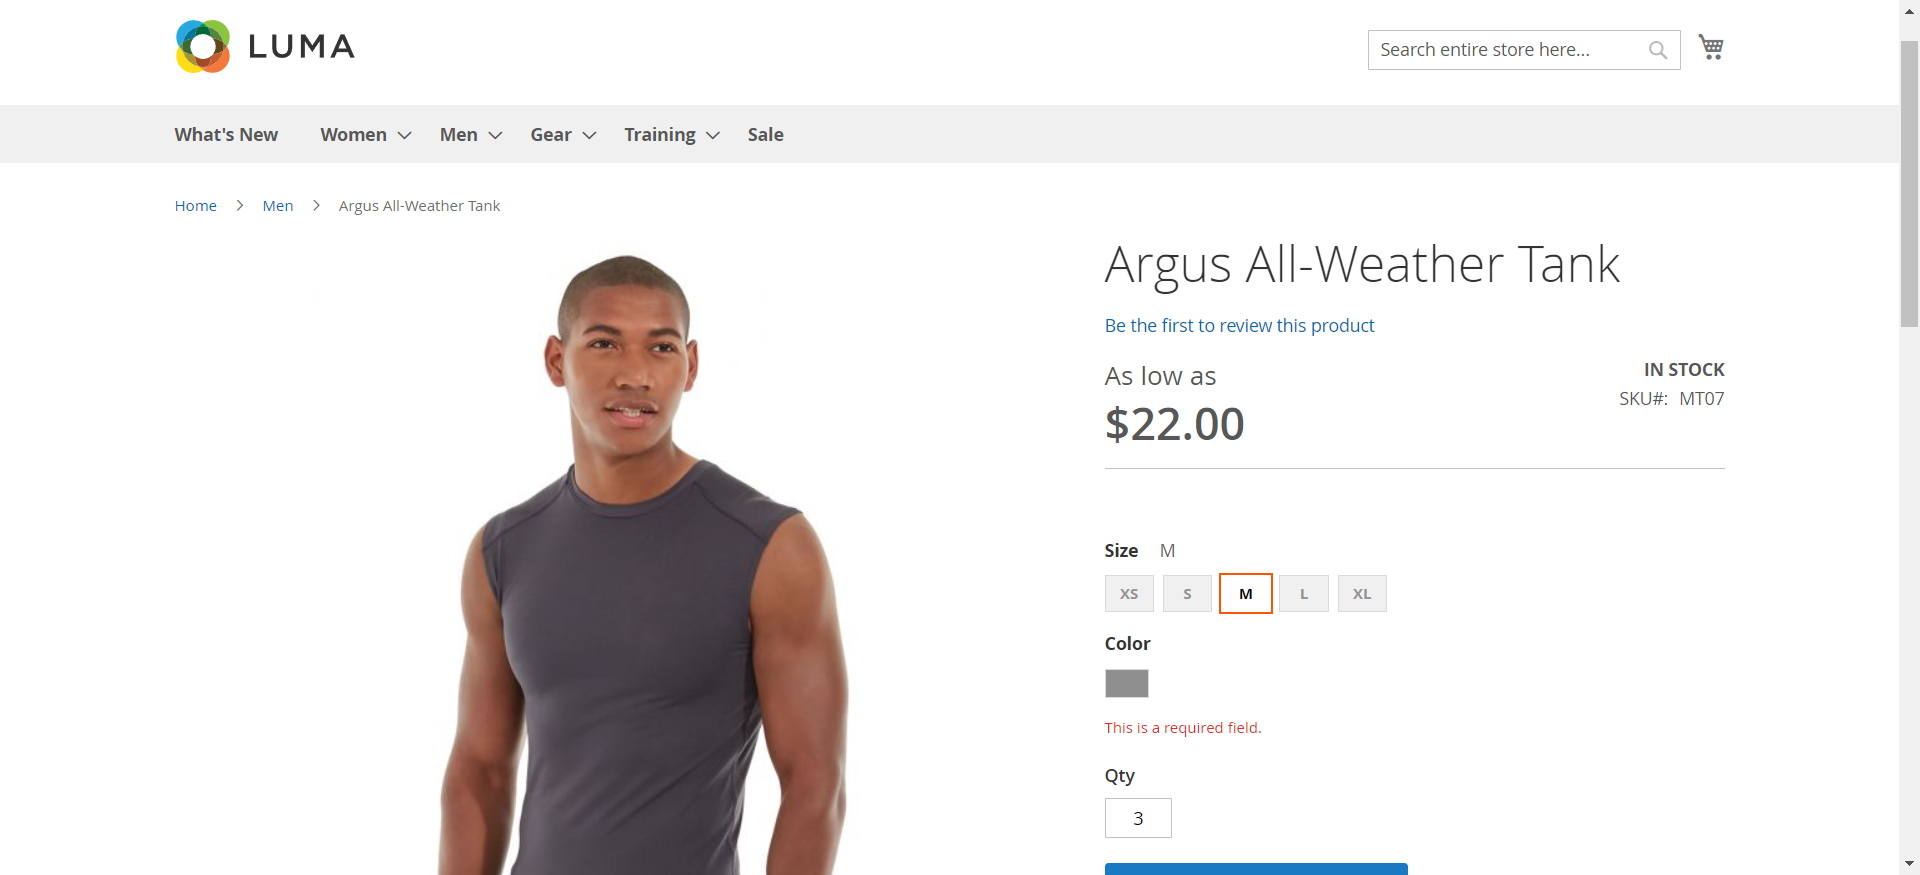 LUMA
Search entire store here...
What's New Women Men Gear Training Sale
Home Men Argus All-Weather Tank
Argus All-Weather Tank
Be the first to review this product
As low as
$22.00
IN STOCK
SKU#: MT07
Size M
XS S M L XL
Color
This is a required field.
Qty
3